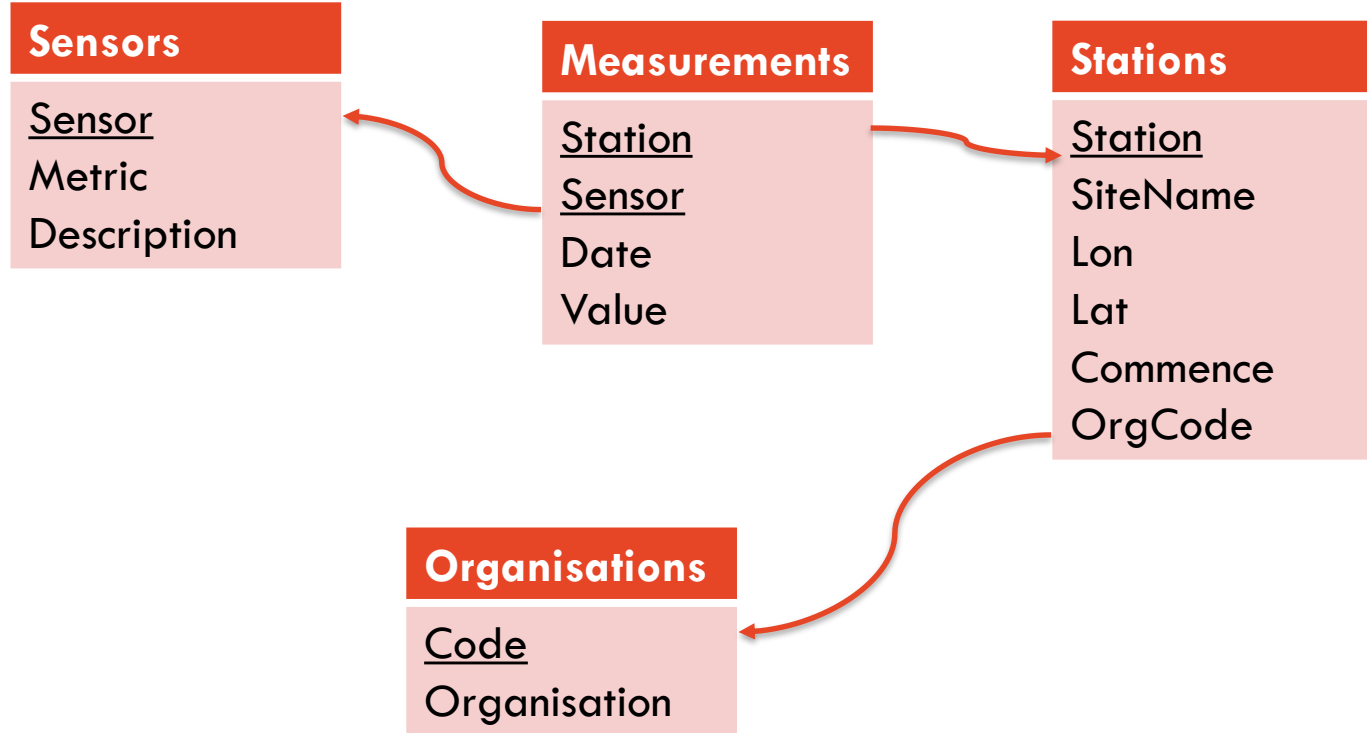 Sensors
Sensor
Metric
Description
Measurements
Station
Sensor
Date
Value
Stations
Station
SiteName
Lon
Lat
Commence
OrgCode
Organisations
Code
Organisation